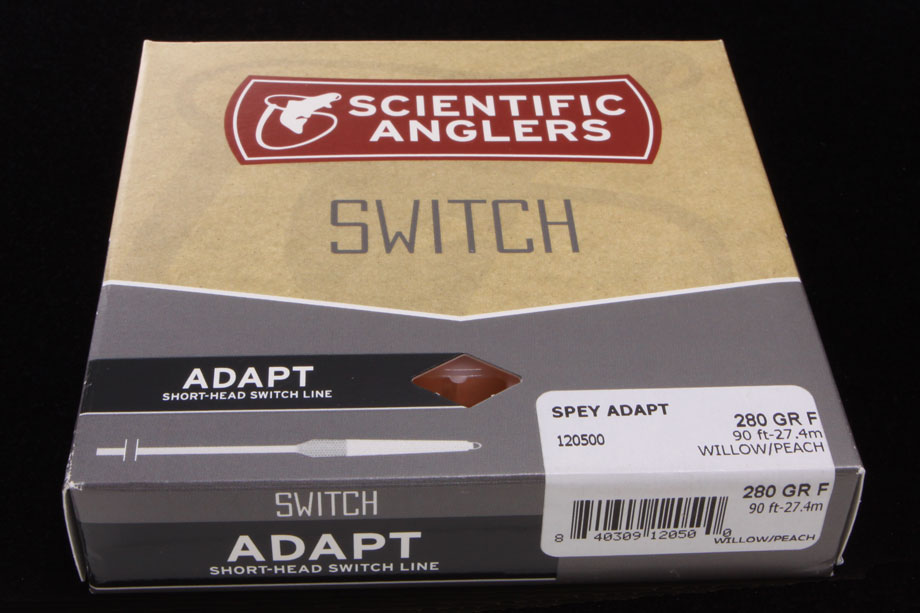 SCIENTIFIC
ANGLERS
SWITCH
ADAPT
SHORT-HEAD SWITCH LINE
SPEY ADAPT
120500
280 GR F
90 ft-27.4m
WILLOW/PEACH
SWITCH
ADAPT
SHORT-HEAD SWITCH LINE
280 GR F
90 ft-27.4m
8 40309 12050 0
WILLOW/PEACH